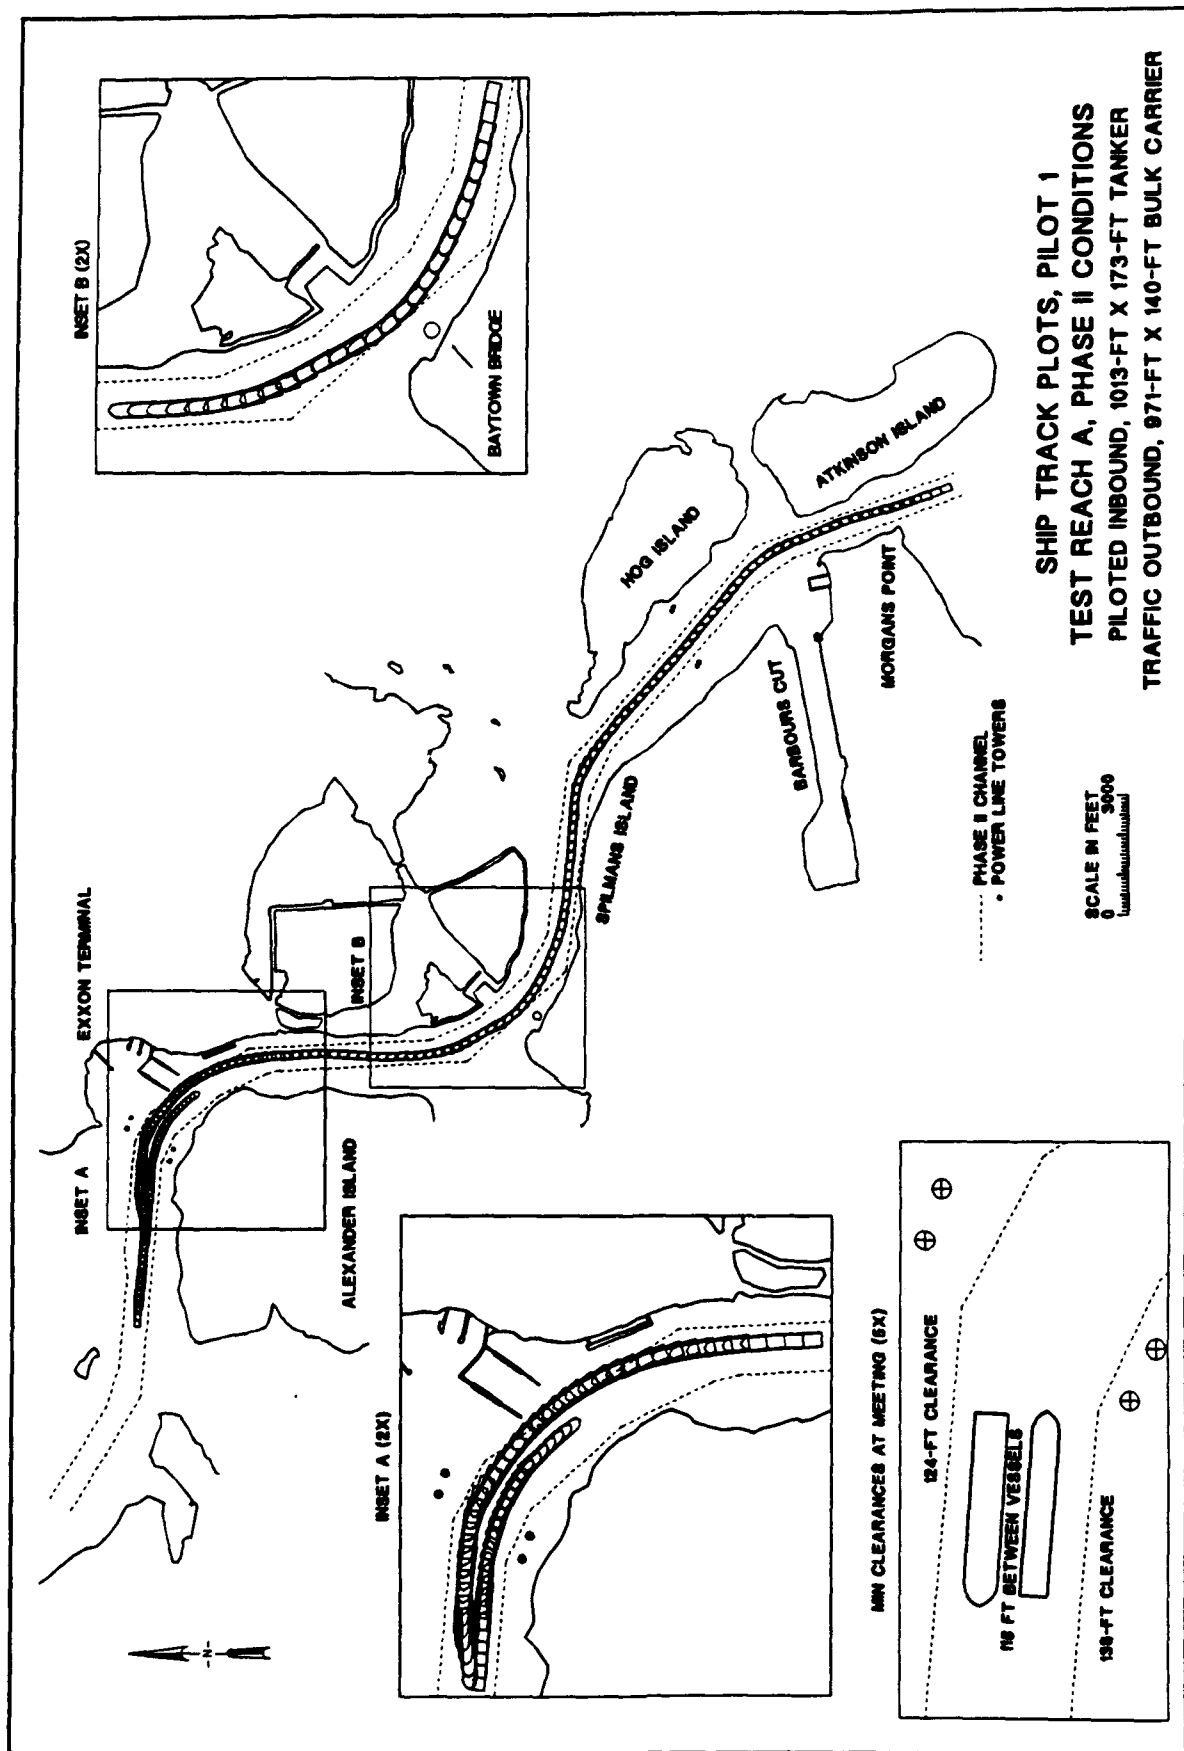 INSET B (2X)
BAYTOWN BRIDGE
EXXON TERMINAL
INSET A
INSET B
ALEXANDER ISLAND
HOG ISLAND
ATKINSON ISLAND
SPILMANS ISLAND
BARBOURS CUT
MORGANS POINT
-N-
INSET A (2X)
MIN CLEARANCES AT MEETING (5X)
124-FT CLEARANCE
FT BETWEEN VESSELS
138-FT CLEARANCE
PHASE II CHANNEL
POWER LINE TOWERS
SCALE IN FEET
0 3000
SHIP TRACK PLOTS, PILOT 1
TEST REACH A, PHASE II CONDITIONS
PILOTED INBOUND, 1013-FT X 173-FT TANKER
TRAFFIC OUTBOUND, 971-FT X 140-FT BULK CARRIER